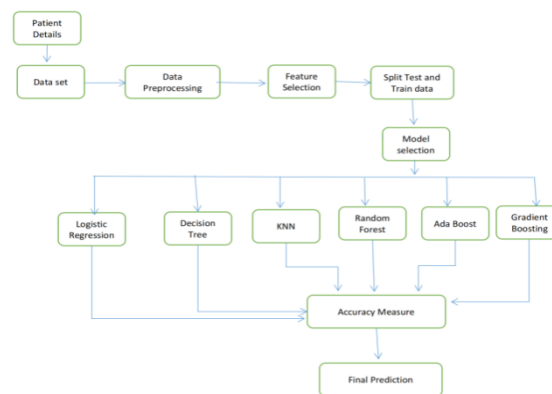 Patient
Details
Data set
Data
Preprocessing
Feature
Selection
Split Test and
Train data
Model
selection
Logistic
Regression
Decision
Tree
KNN
Random
Forest
Ada Boost
Gradient
Boosting
Accuracy Measure
Final Prediction